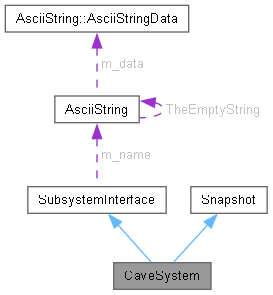 AsciiString::AsciiStringData
m_data
AsciiString
TheEmptyString
m_name
SubsystemInterface
Snapshot
CaveSystem